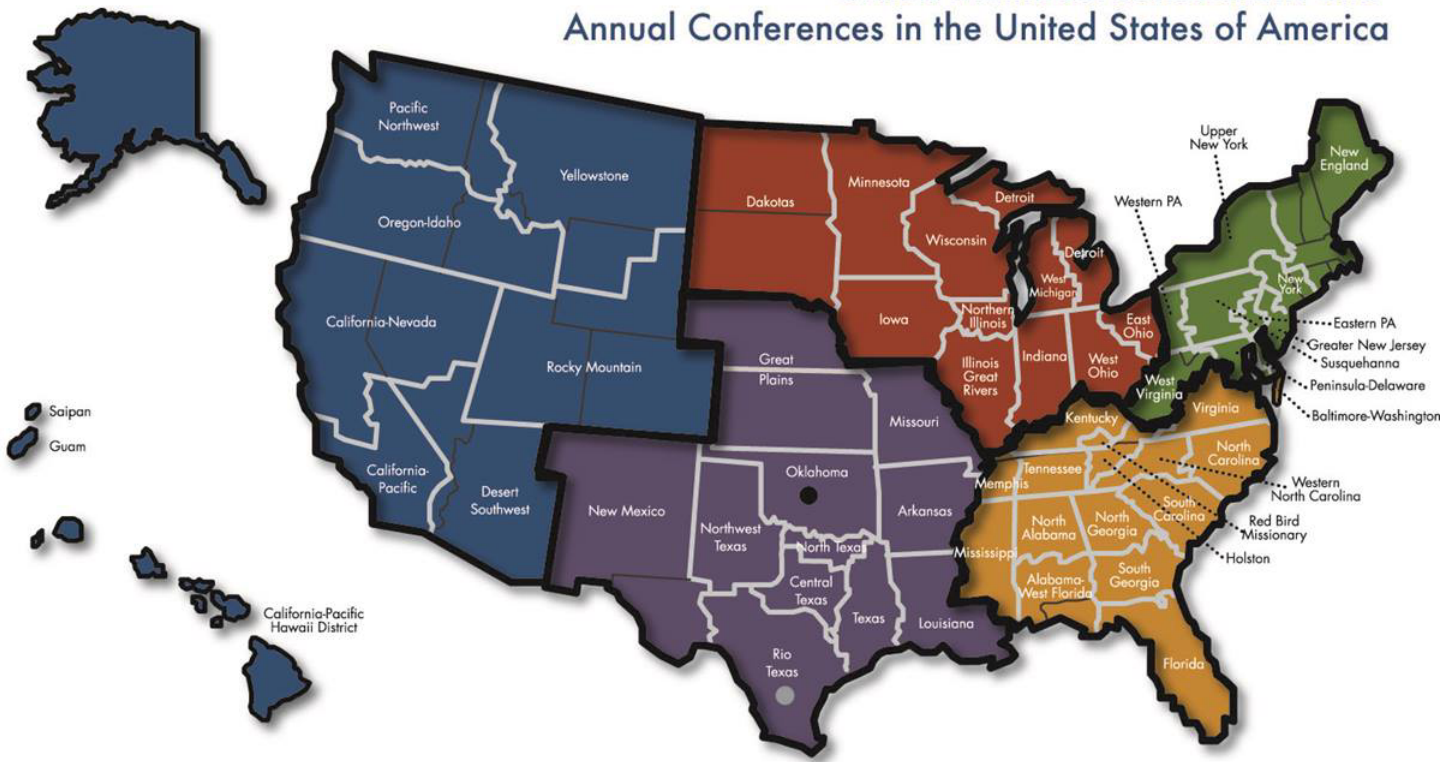 Annual Conferences in the United States of America
Pacific
Northwest
Yellowstone
Oregon-Idaho
California-Nevada
Rocky Mountain
California-
Pacific
Desert
Southwest
Saipan
Guam
California-Pacific
Hawaii District
Dakotas
Minnesota
Wisconsin
Detroit
Detroit
West
Michigan
Iowa
Northern
Illinois
Illinois
Great
Rivers
Indiana
West
Ohio
East
Ohio
Great
Plains
Missouri
Oklahoma
Arkansas
New Mexico
Northwest
Texas
North Texas
Central
Texas
Texas
Louisiana
Rio
Texas
Upper
New York
New
England
Western PA
New
York
Eastern PA
Greater New Jersey
Susquehanna
Peninsula-Delaware
Baltimore-Washington
West
Virginia
Virginia
Kentucky
North
Carolina
Tennessee
Memphis
Western
North Carolina
South
Carolina
Red Bird
Missionary
Holston
North
Alabama
North
Georgia
Mississippi
Alabama-
West Florida
South
Georgia
Florida